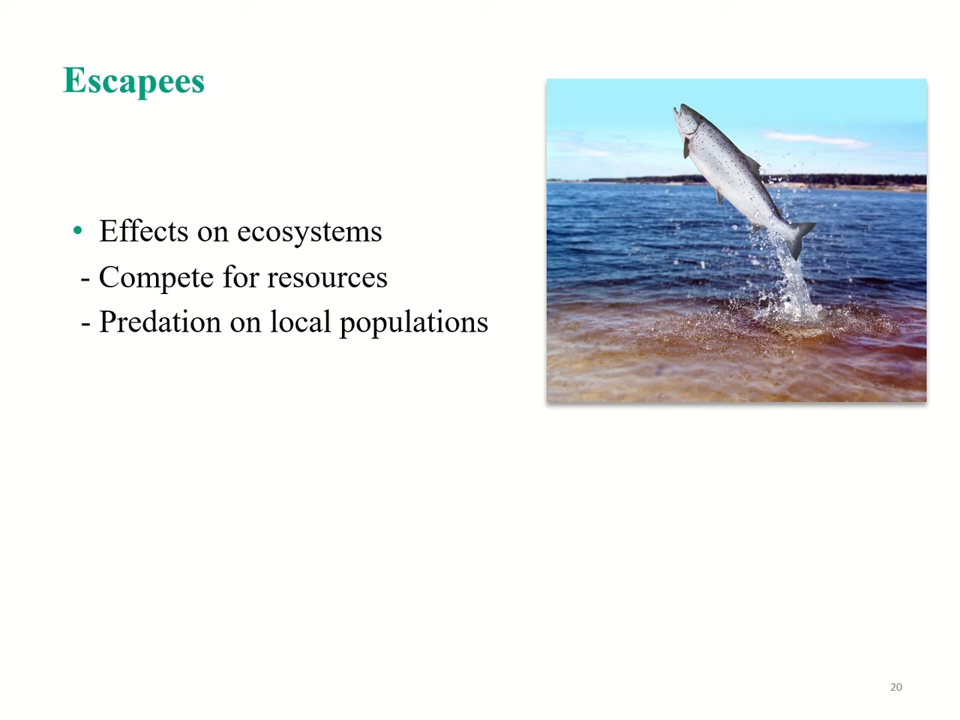 Escapees
• Effects on ecosystems
- Compete for resources
- Predation on local populations
20